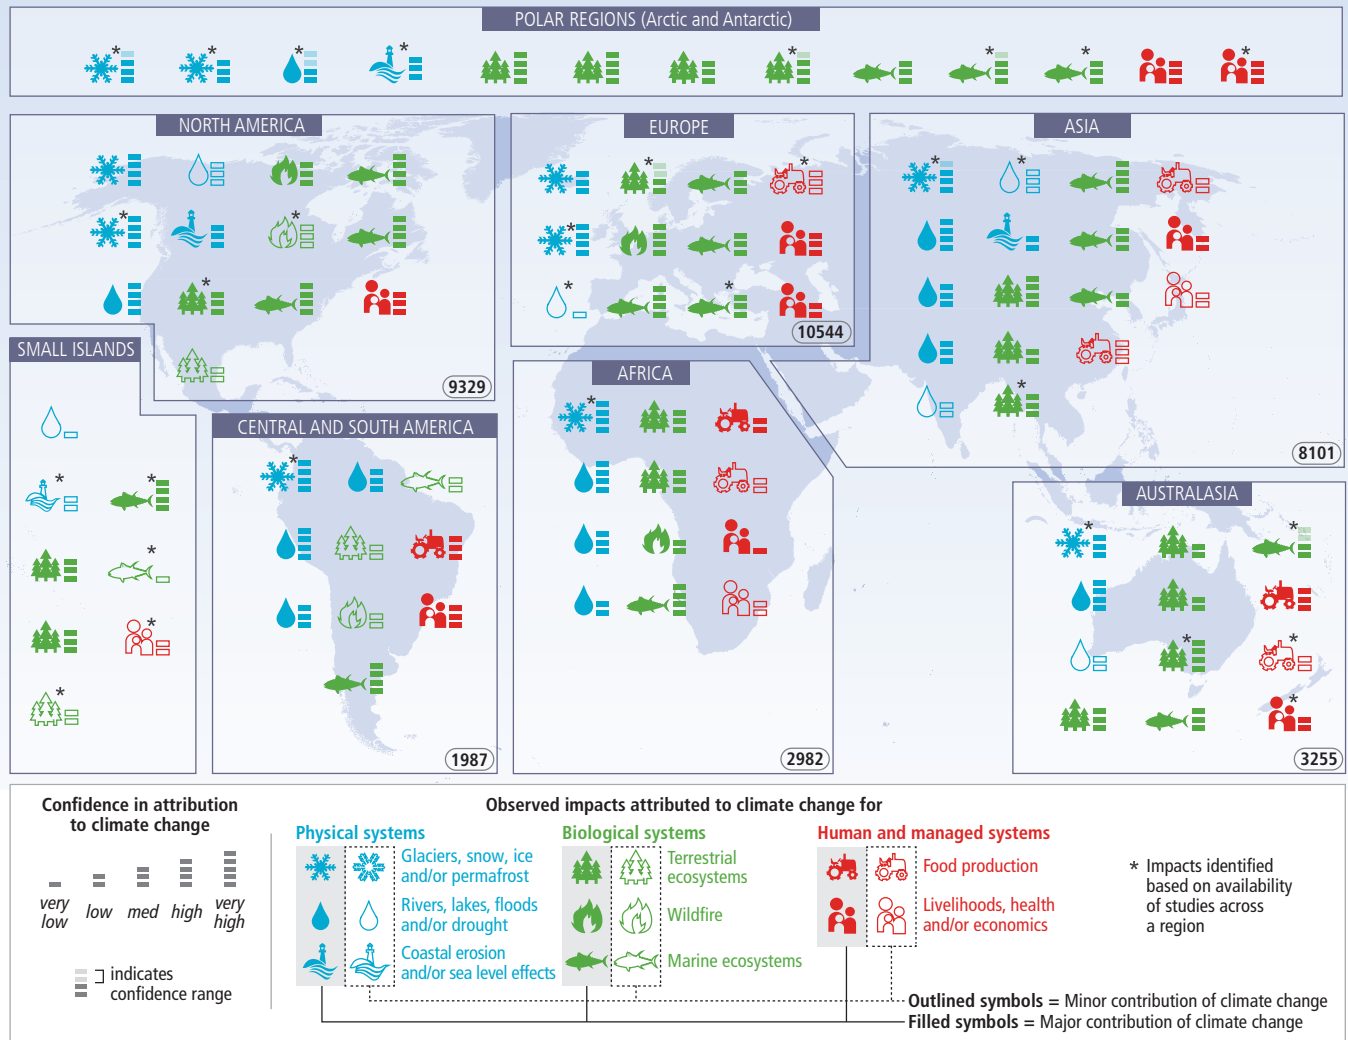 POLAR REGIONS (Arctic and Antarctic)
* * * * * * * *
NORTH AMERICA
* * *
9329
EUROPE
* * * * *
10544
ASIA
* * *
8101
SMALL ISLANDS
* * * * *
CENTRAL AND SOUTH AMERICA
*
1987
AFRICA
*
2982
AUSTRALASIA
* * * * *
3255
Confidence in attribution
to climate change
very
low
low
med
high
very
high
indicates
confidence range
Observed impacts attributed to climate change for
Physical systems
Glaciers, snow, ice
and/or permafrost
Rivers, lakes, floods
and/or drought
Coastal erosion
and/or sea level effects
Biological systems
Terrestrial
ecosystems
Wildfire
Marine ecosystems
Human and managed systems
Food production
Livelihoods, health
and/or economics
* Impacts identified
based on availability
of studies across
a region
Outlined symbols = Minor contribution of climate change
Filled symbols = Major contribution of climate change